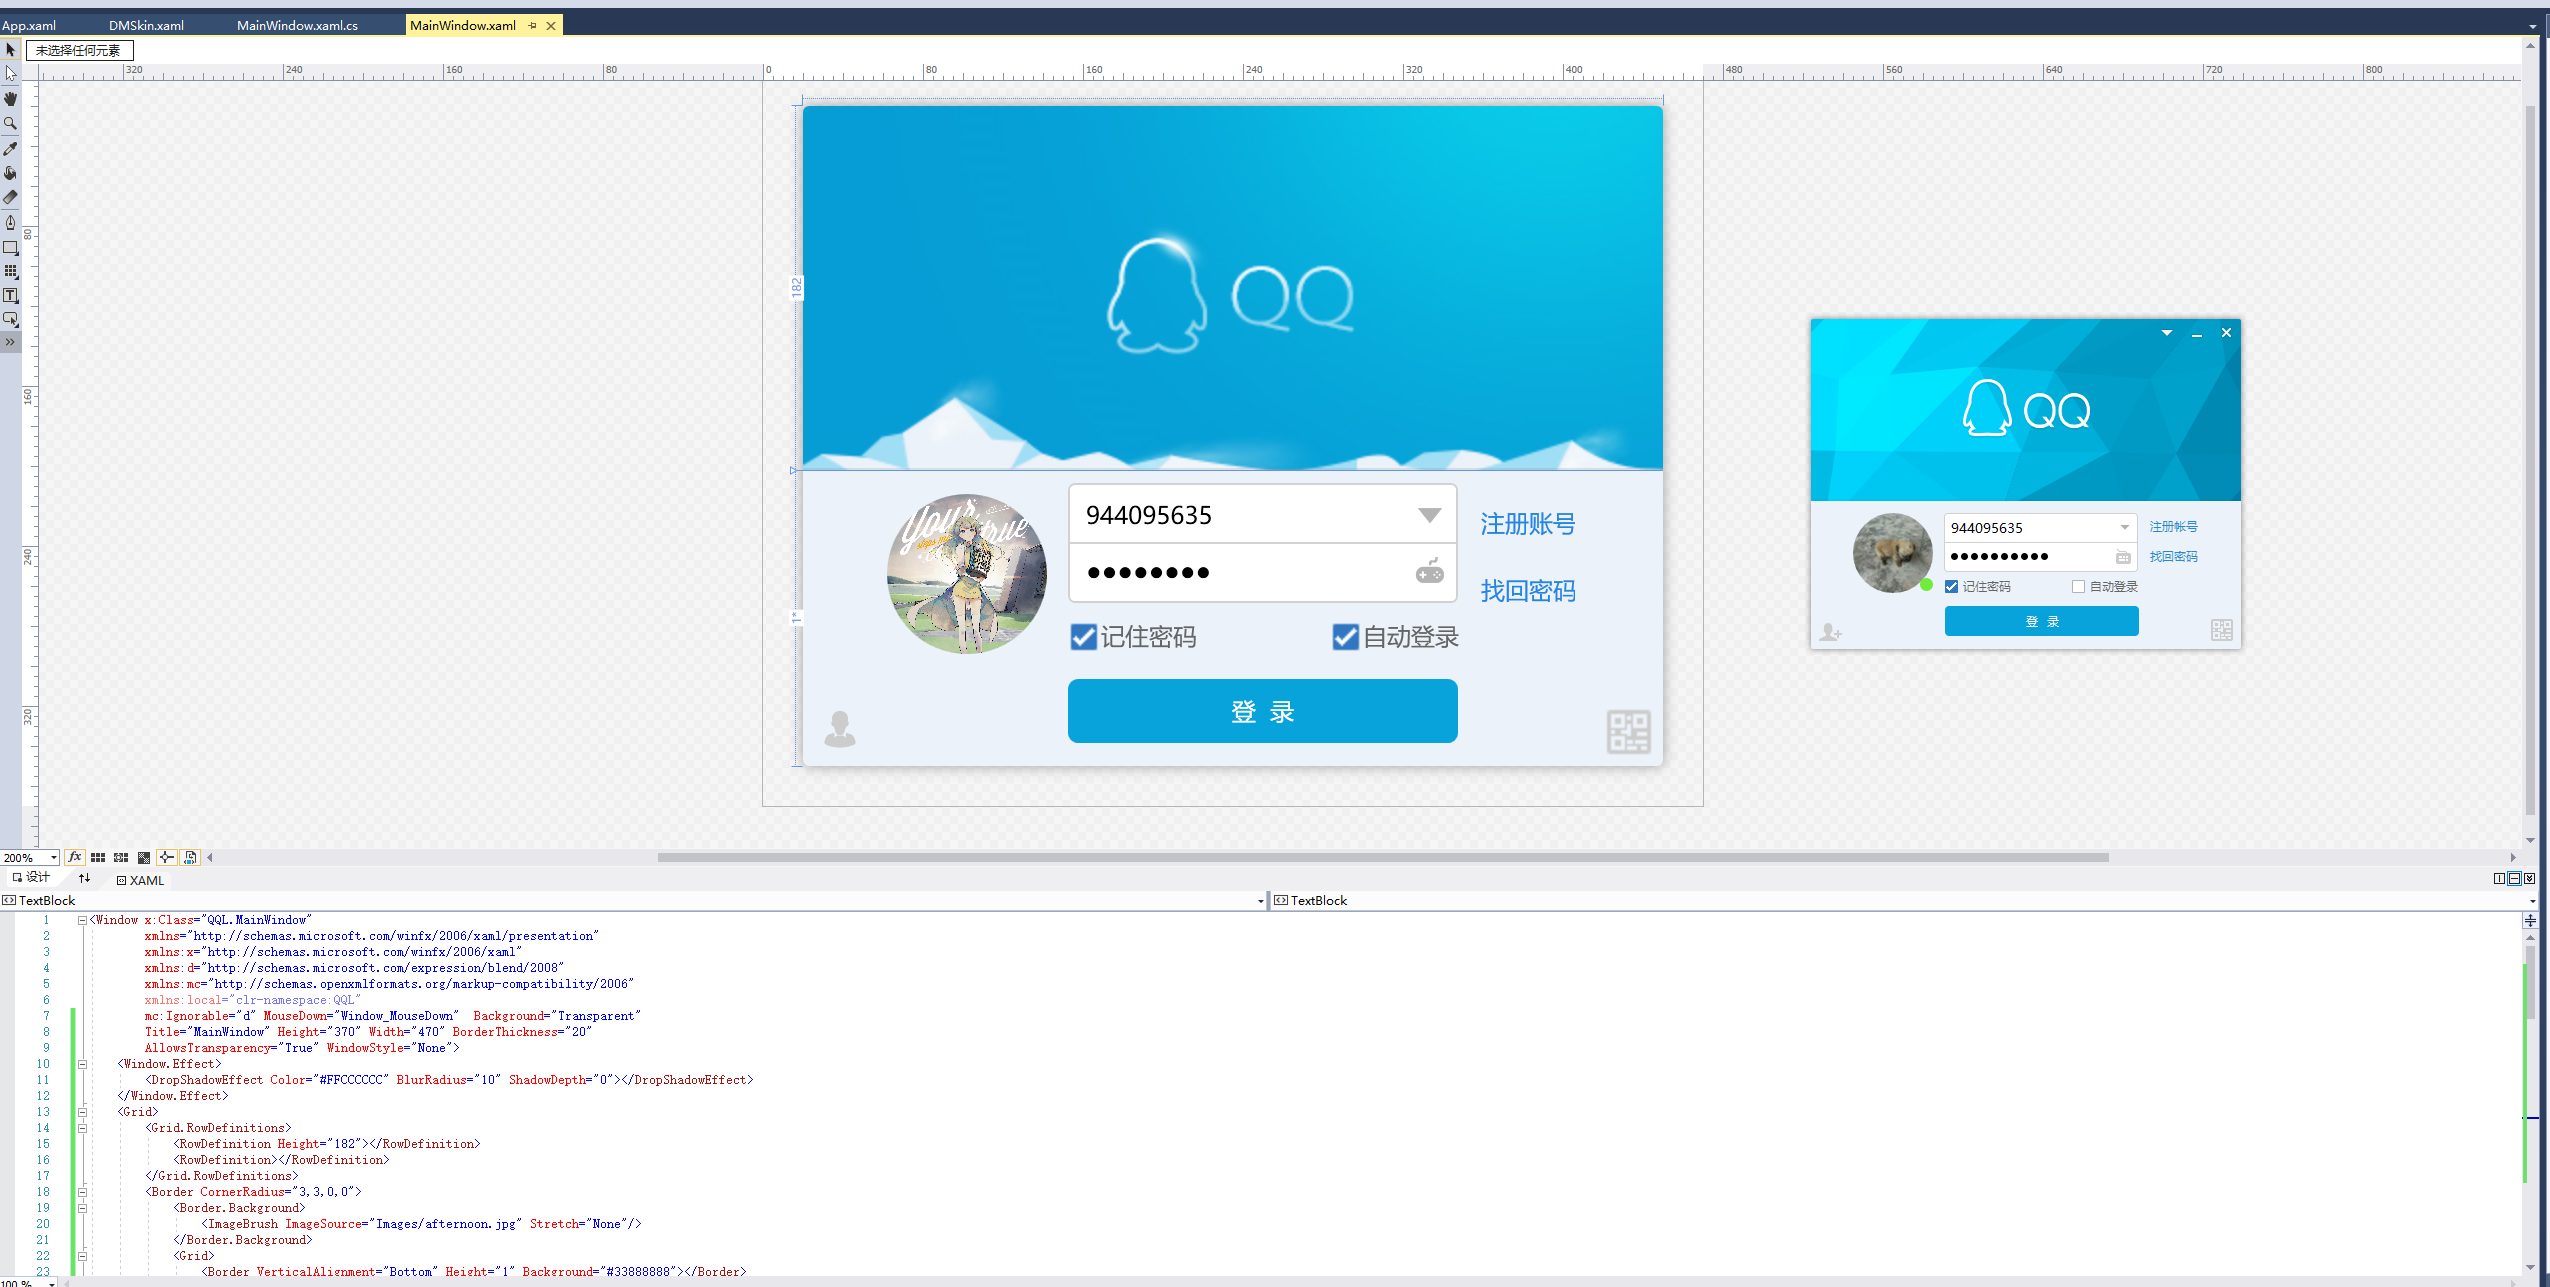 App.xaml DMSkin.xaml MainWindow.xaml.cs MainWindow.xaml
未选择任何元素
320 240 160 80 0 80 160 240 320 400 480 560 640 720 800
80
160
240
320
182
1*
QQ
Your
true
944095635
●●●●●●●●
注册账号
找回密码
记住密码 自动登录
登 录
QQ
944095635
●●●●●●●●●●
注册帐号
找回密码
记住密码 自动登录
登 录
200% fx
设计 XAML
TextBlock TextBlock
1 <Window x:Class="QQL.MainWindow"
2 xmlns="http://schemas.microsoft.com/winfx/2006/xaml/presentation"
3 xmlns:x="http://schemas.microsoft.com/winfx/2006/xaml"
4 xmlns:d="http://schemas.microsoft.com/expression/blend/2008"
5 xmlns:mc="http://schemas.openxmlformats.org/markup-compatibility/2006"
6 xmlns:local="clr-namespace:QQL"
7 mc:Ignorable="d" MouseDown="Window_MouseDown" Background="Transparent"
8 Title="MainWindow" Height="370" Width="470" BorderThickness="20"
9 AllowsTransparency="True" WindowStyle="None">
10 <Window.Effect>
11 <DropShadowEffect Color="#FFCCCCCC" BlurRadius="10" ShadowDepth="0"></DropShadowEffect>
12 </Window.Effect>
13 <Grid>
14 <Grid.RowDefinitions>
15 <RowDefinition Height="182"></RowDefinition>
16 <RowDefinition></RowDefinition>
17 </Grid.RowDefinitions>
18 <Border CornerRadius="3,3,0,0">
19 <Border.Background>
20 <ImageBrush ImageSource="Images/afternoon.jpg" Stretch="None"/>
21 </Border.Background>
22 <Grid>
23 <Border VerticalAlignment="Bottom" Height="1" Background="#33888888"></Border>
100 %